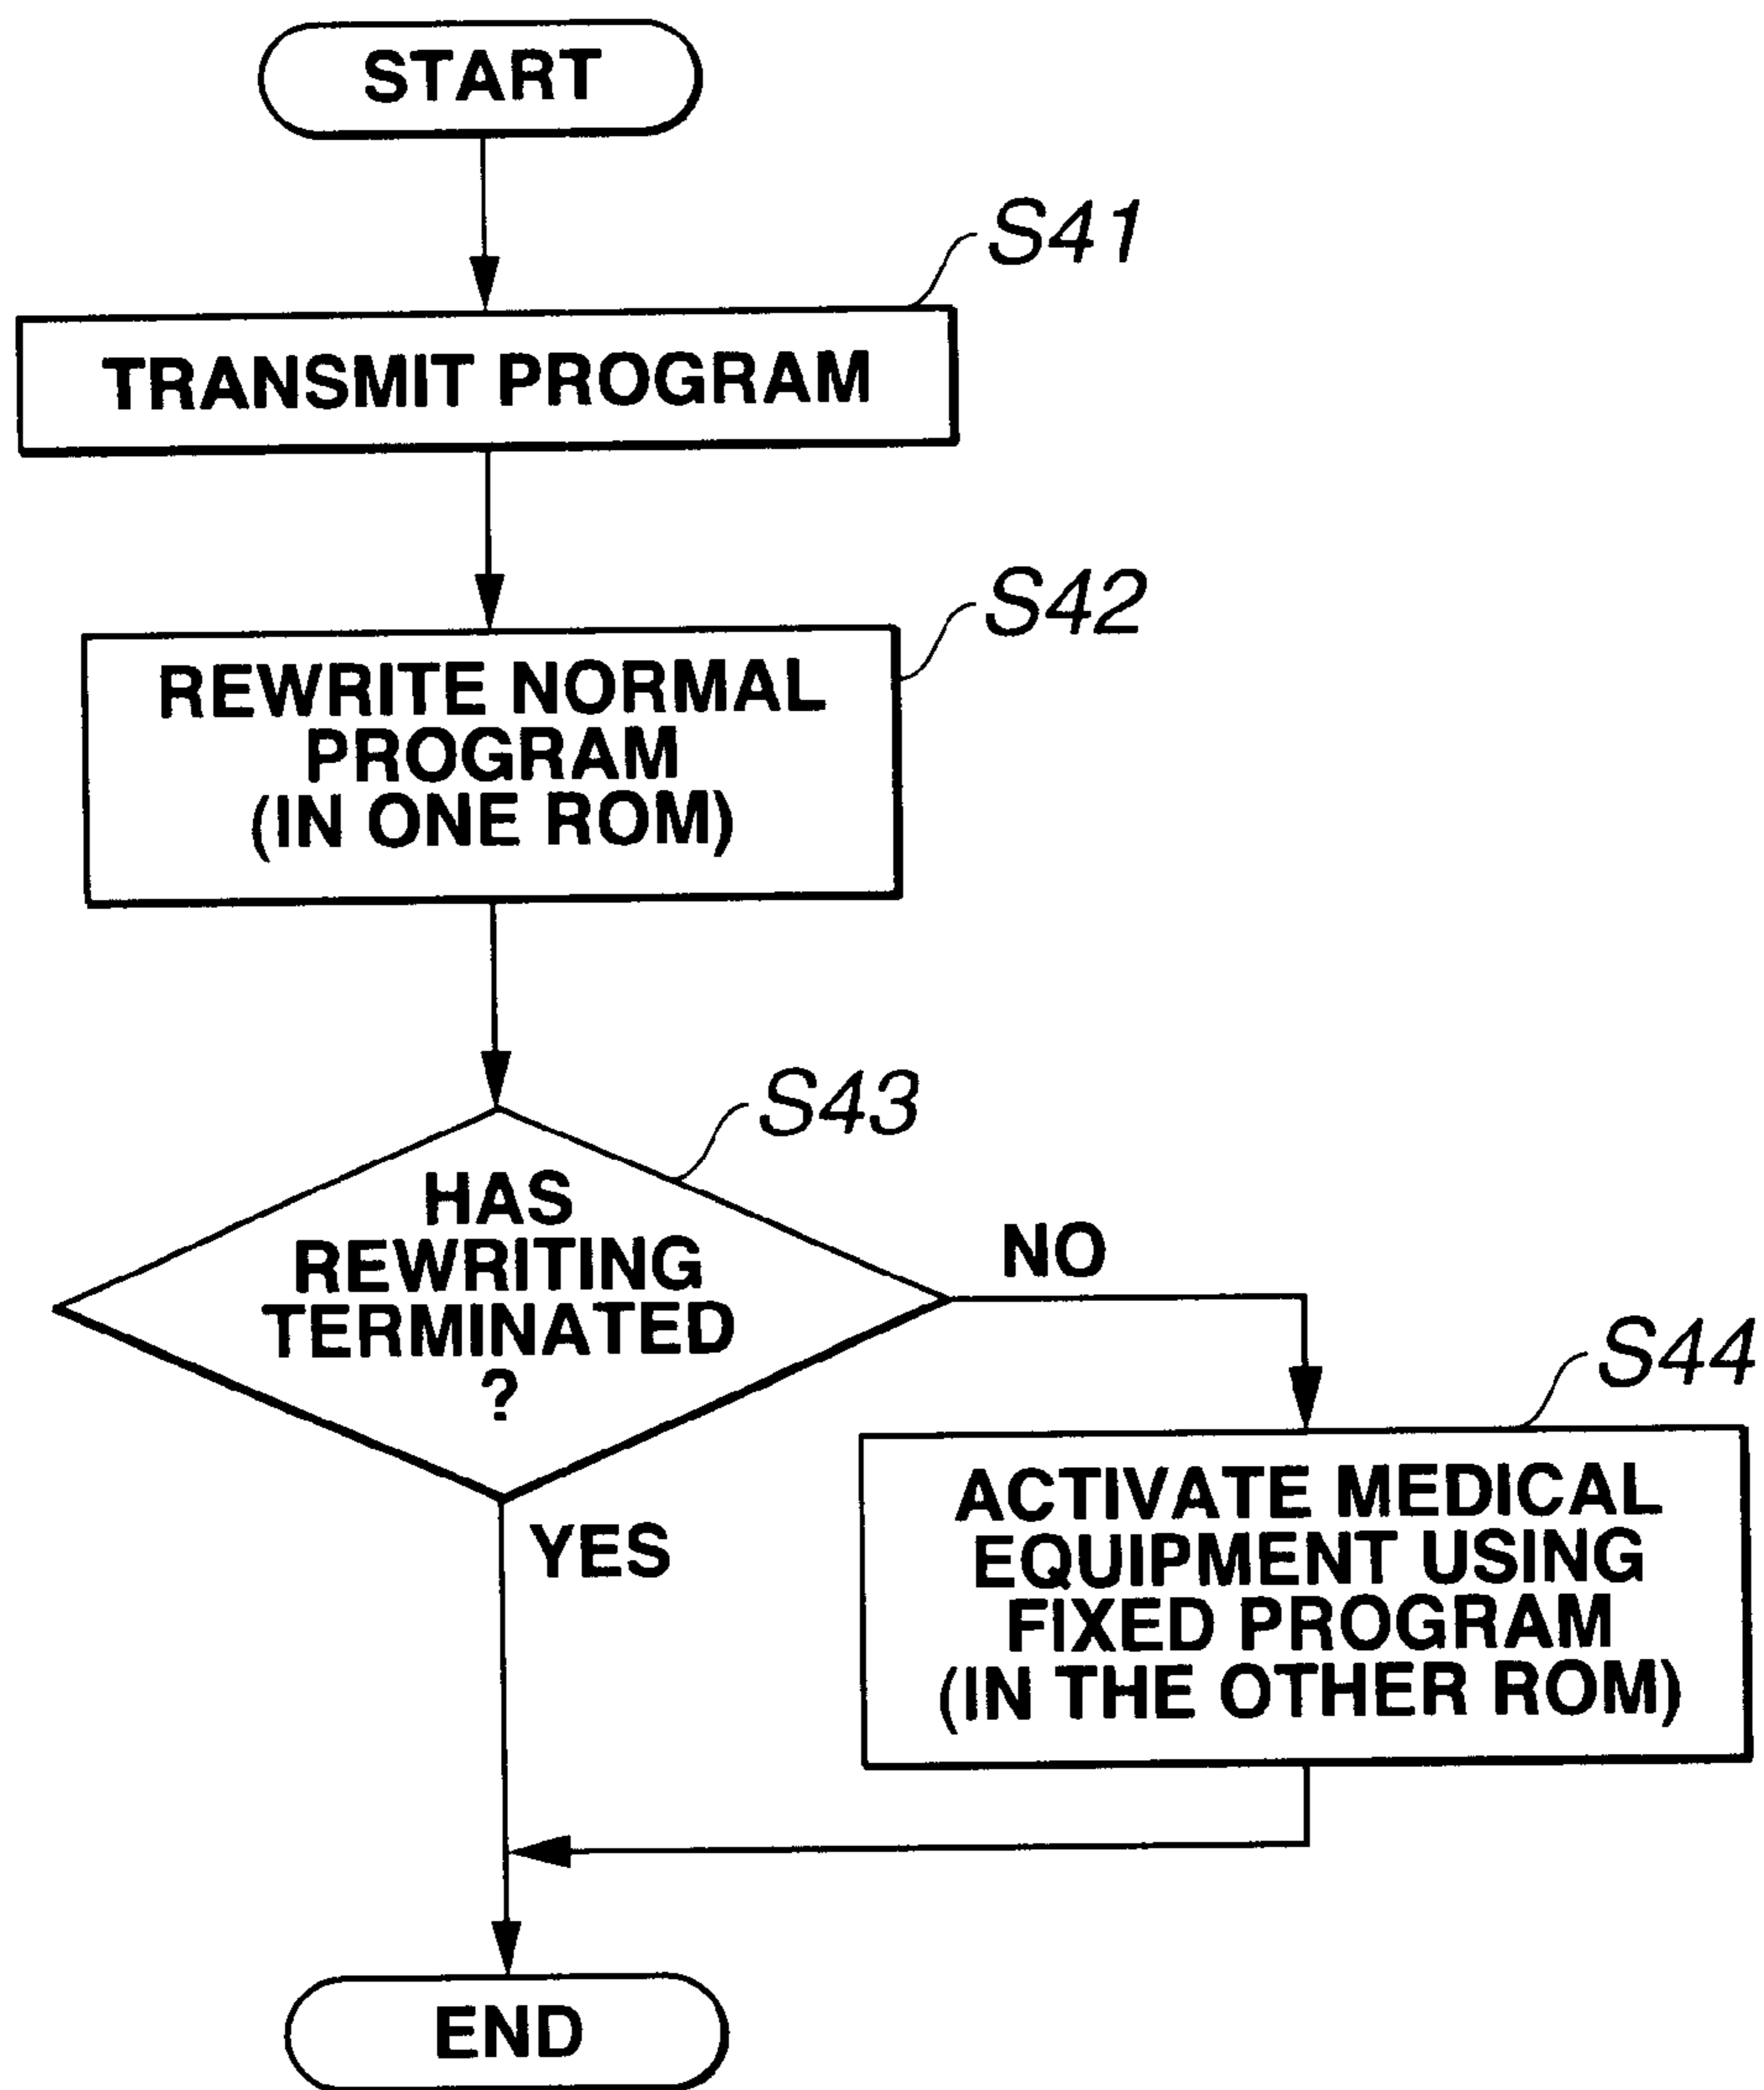 START
S41
TRANSMIT PROGRAM
S42
REWRITE NORMAL
PROGRAM
(IN ONE ROM)
S43
HAS
REWRITING
TERMINATED
?
NO
YES
S44
ACTIVATE MEDICAL
EQUIPMENT USING
FIXED PROGRAM
(IN THE OTHER ROM)
END